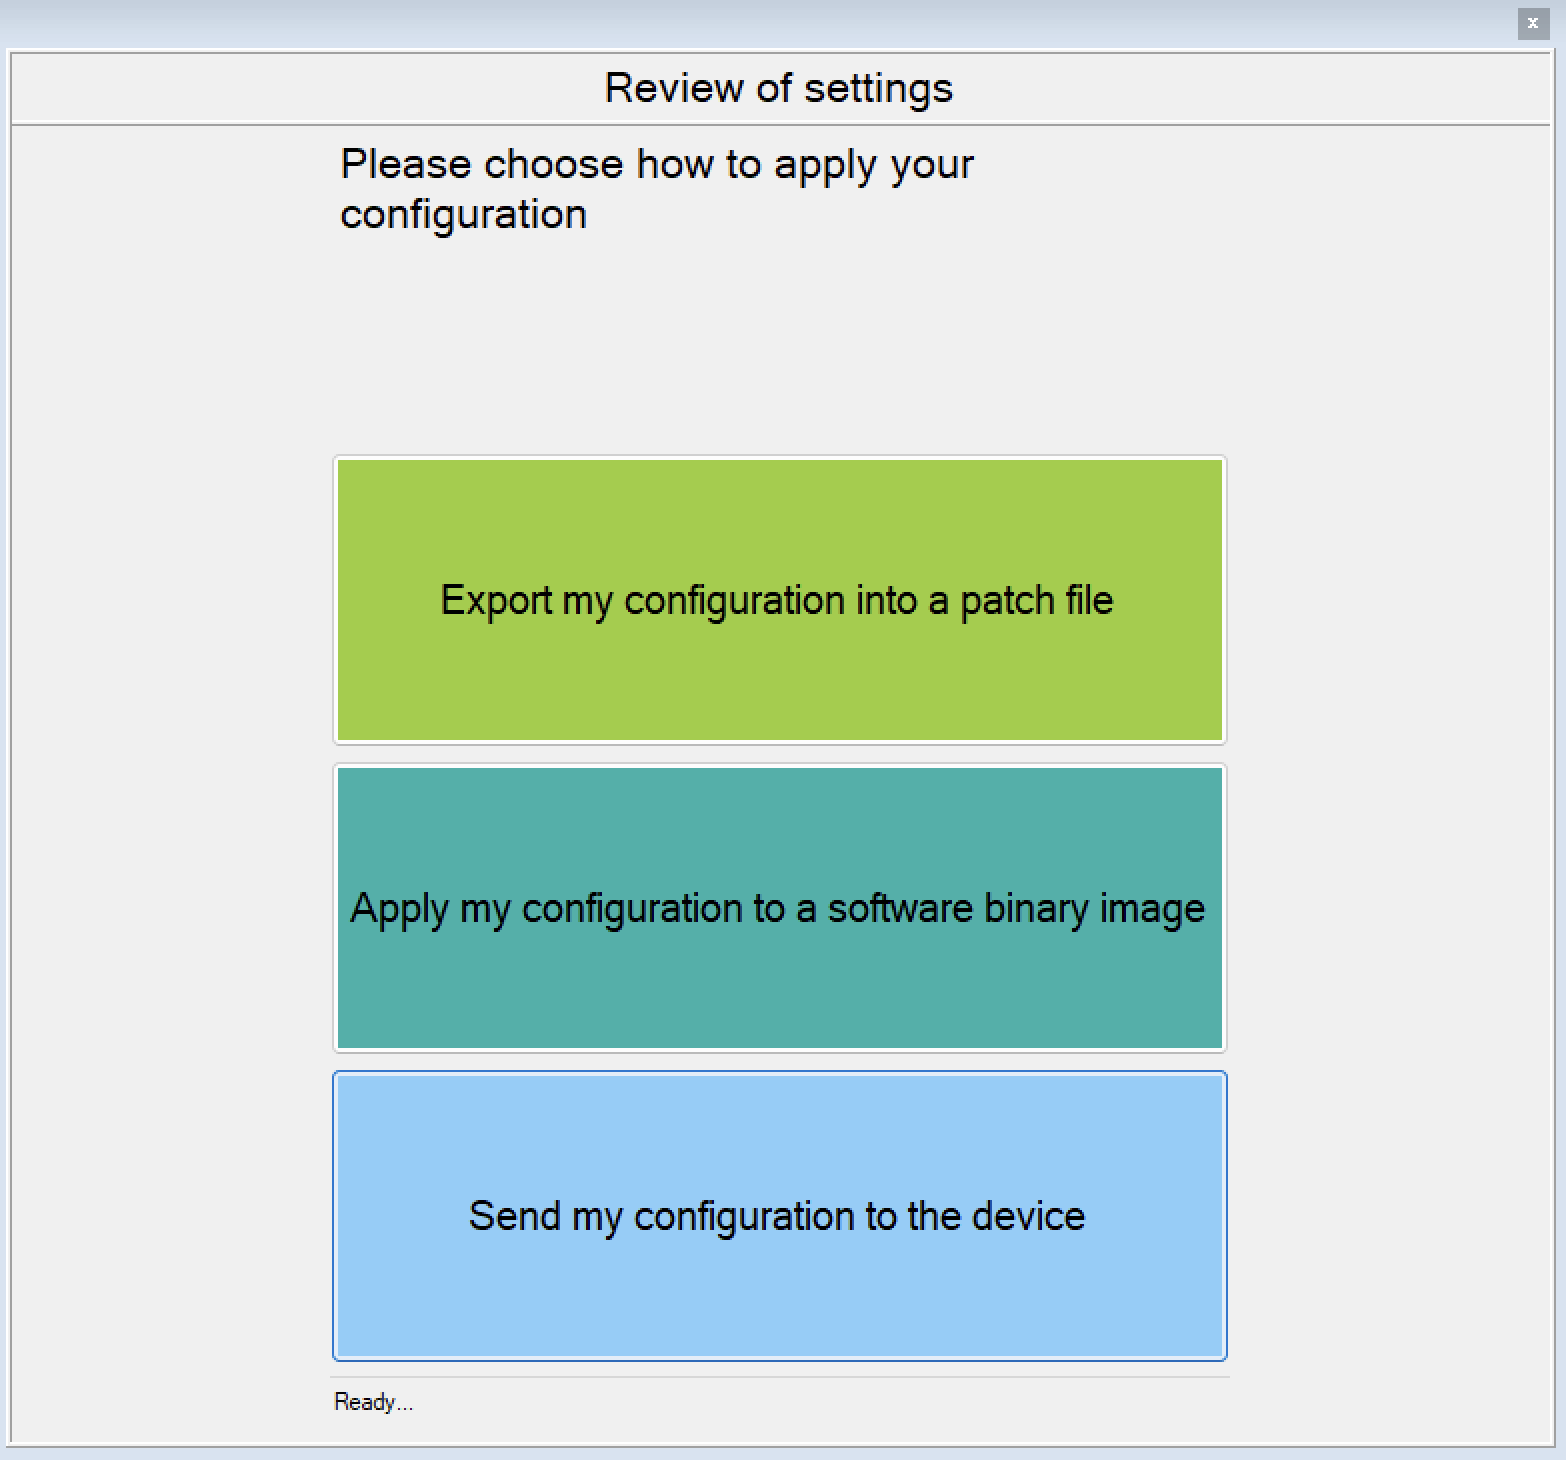 x
Review of settings
Please choose how to apply your
configuration
Export my configuration into a patch file
Apply my configuration to a software binary image
Send my configuration to the device
Ready...